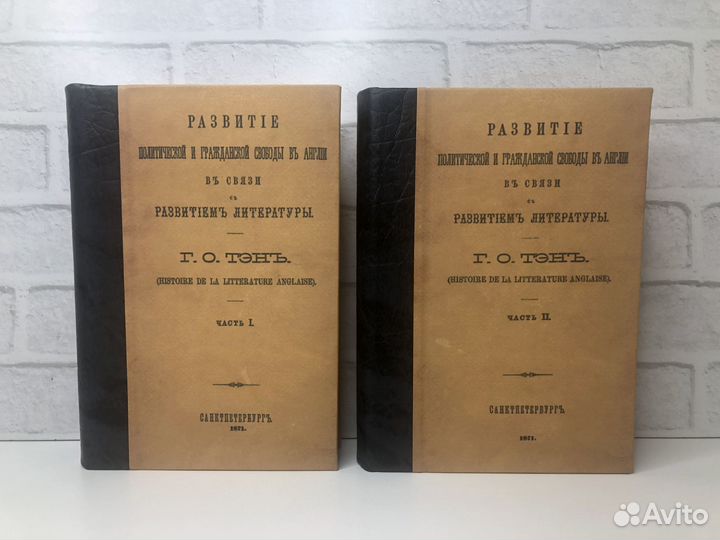 РАЗВИТІЕ
ПОЛИТИЧЕСКОЙ И ГРАЖДАНСКОЙ СВОБОДЫ ВЪ АНГЛІИ
ВЪ СВЯЗИ
СЪ
РАЗВИТІЕМЪ ЛИТЕРАТУРЫ.
Г. О. ТЭНЪ.
(HISTOIRE DE LA LITTERATURE ANGLAISE).
ЧАСТЬ I.
САНКТПЕТЕРБУРГЪ.
1871.
РАЗВИТІЕ
ПОЛИТИЧЕСКОЙ И ГРАЖДАНСКОЙ СВОБОДЫ ВЪ АНГЛІИ
ВЪ СВЯЗИ
СЪ
РАЗВИТІЕМЪ ЛИТЕРАТУРЫ.
Г. О. ТЭНЪ.
(HISTOIRE DE LA LITTERATURE ANGLAISE).
ЧАСТЬ II.
САНКТПЕТЕРБУРГЪ.
1871.
Avito